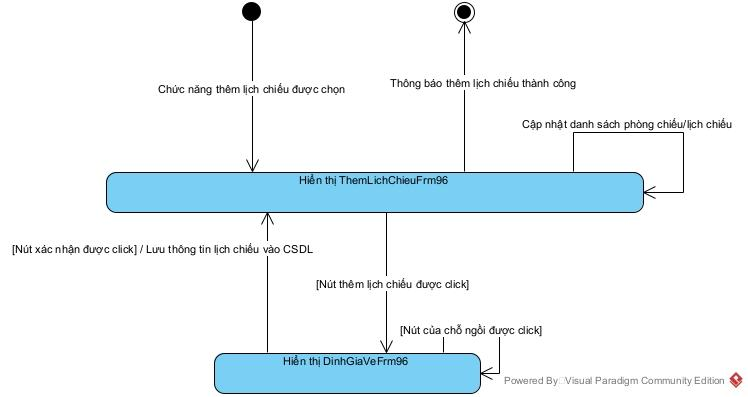 Chức năng thêm lịch chiếu được chọn
Thông báo thêm lịch chiếu thành công
Cập nhật danh sách phòng chiếu/lịch chiếu
Hiển thị ThemLichChieuFrm96
[Nút xác nhận được click] / Lưu thông tin lịch chiếu vào CSDL
[Nút thêm lịch chiếu được click]
[Nút của chỗ ngồi được click]
Hiển thị DinhGiaVeFrm96
Powered By Visual Paradigm Community Edition